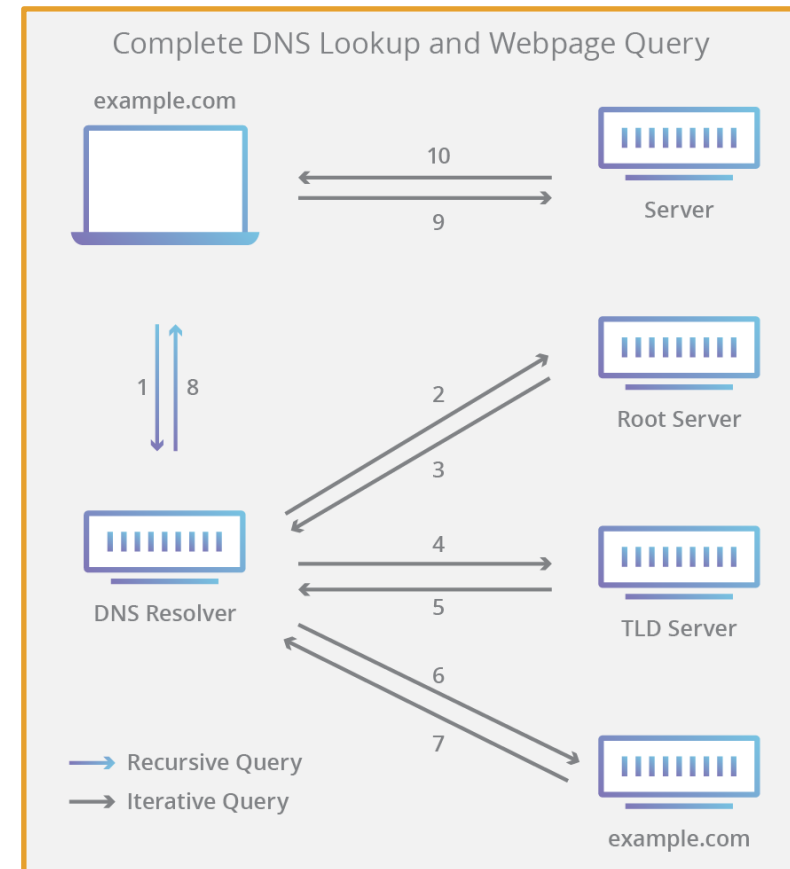 Complete DNS Lookup and Webpage Query
example.com
10
9
Server
1
8
2
3
Root Server
DNS Resolver
4
5
TLD Server
6
7
example.com
Recursive Query
Iterative Query